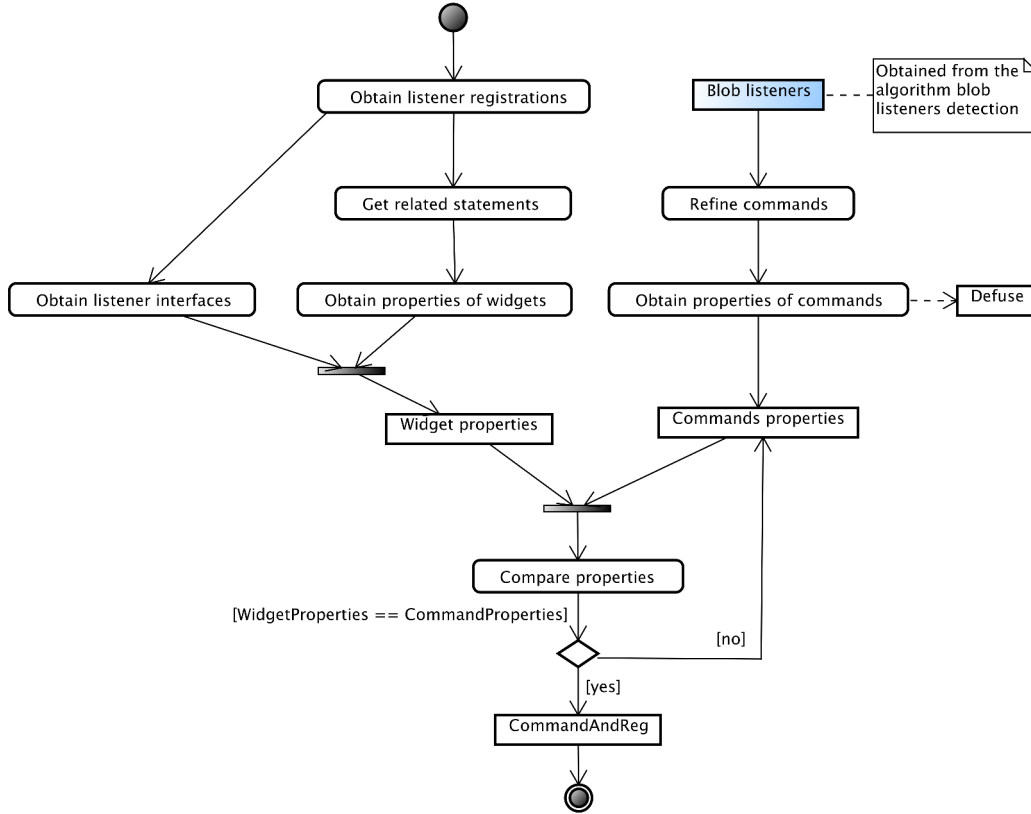 Obtain listener registrations
Blob listeners
Obtained from the
algorithm blob
listeners detection
Get related statements
Refine commands
Obtain listener interfaces
Obtain properties of widgets
Obtain properties of commands
Defuse
Widget properties
Commands properties
Compare properties
[WidgetProperties == CommandProperties]
[no]
[yes]
CommandAndReg